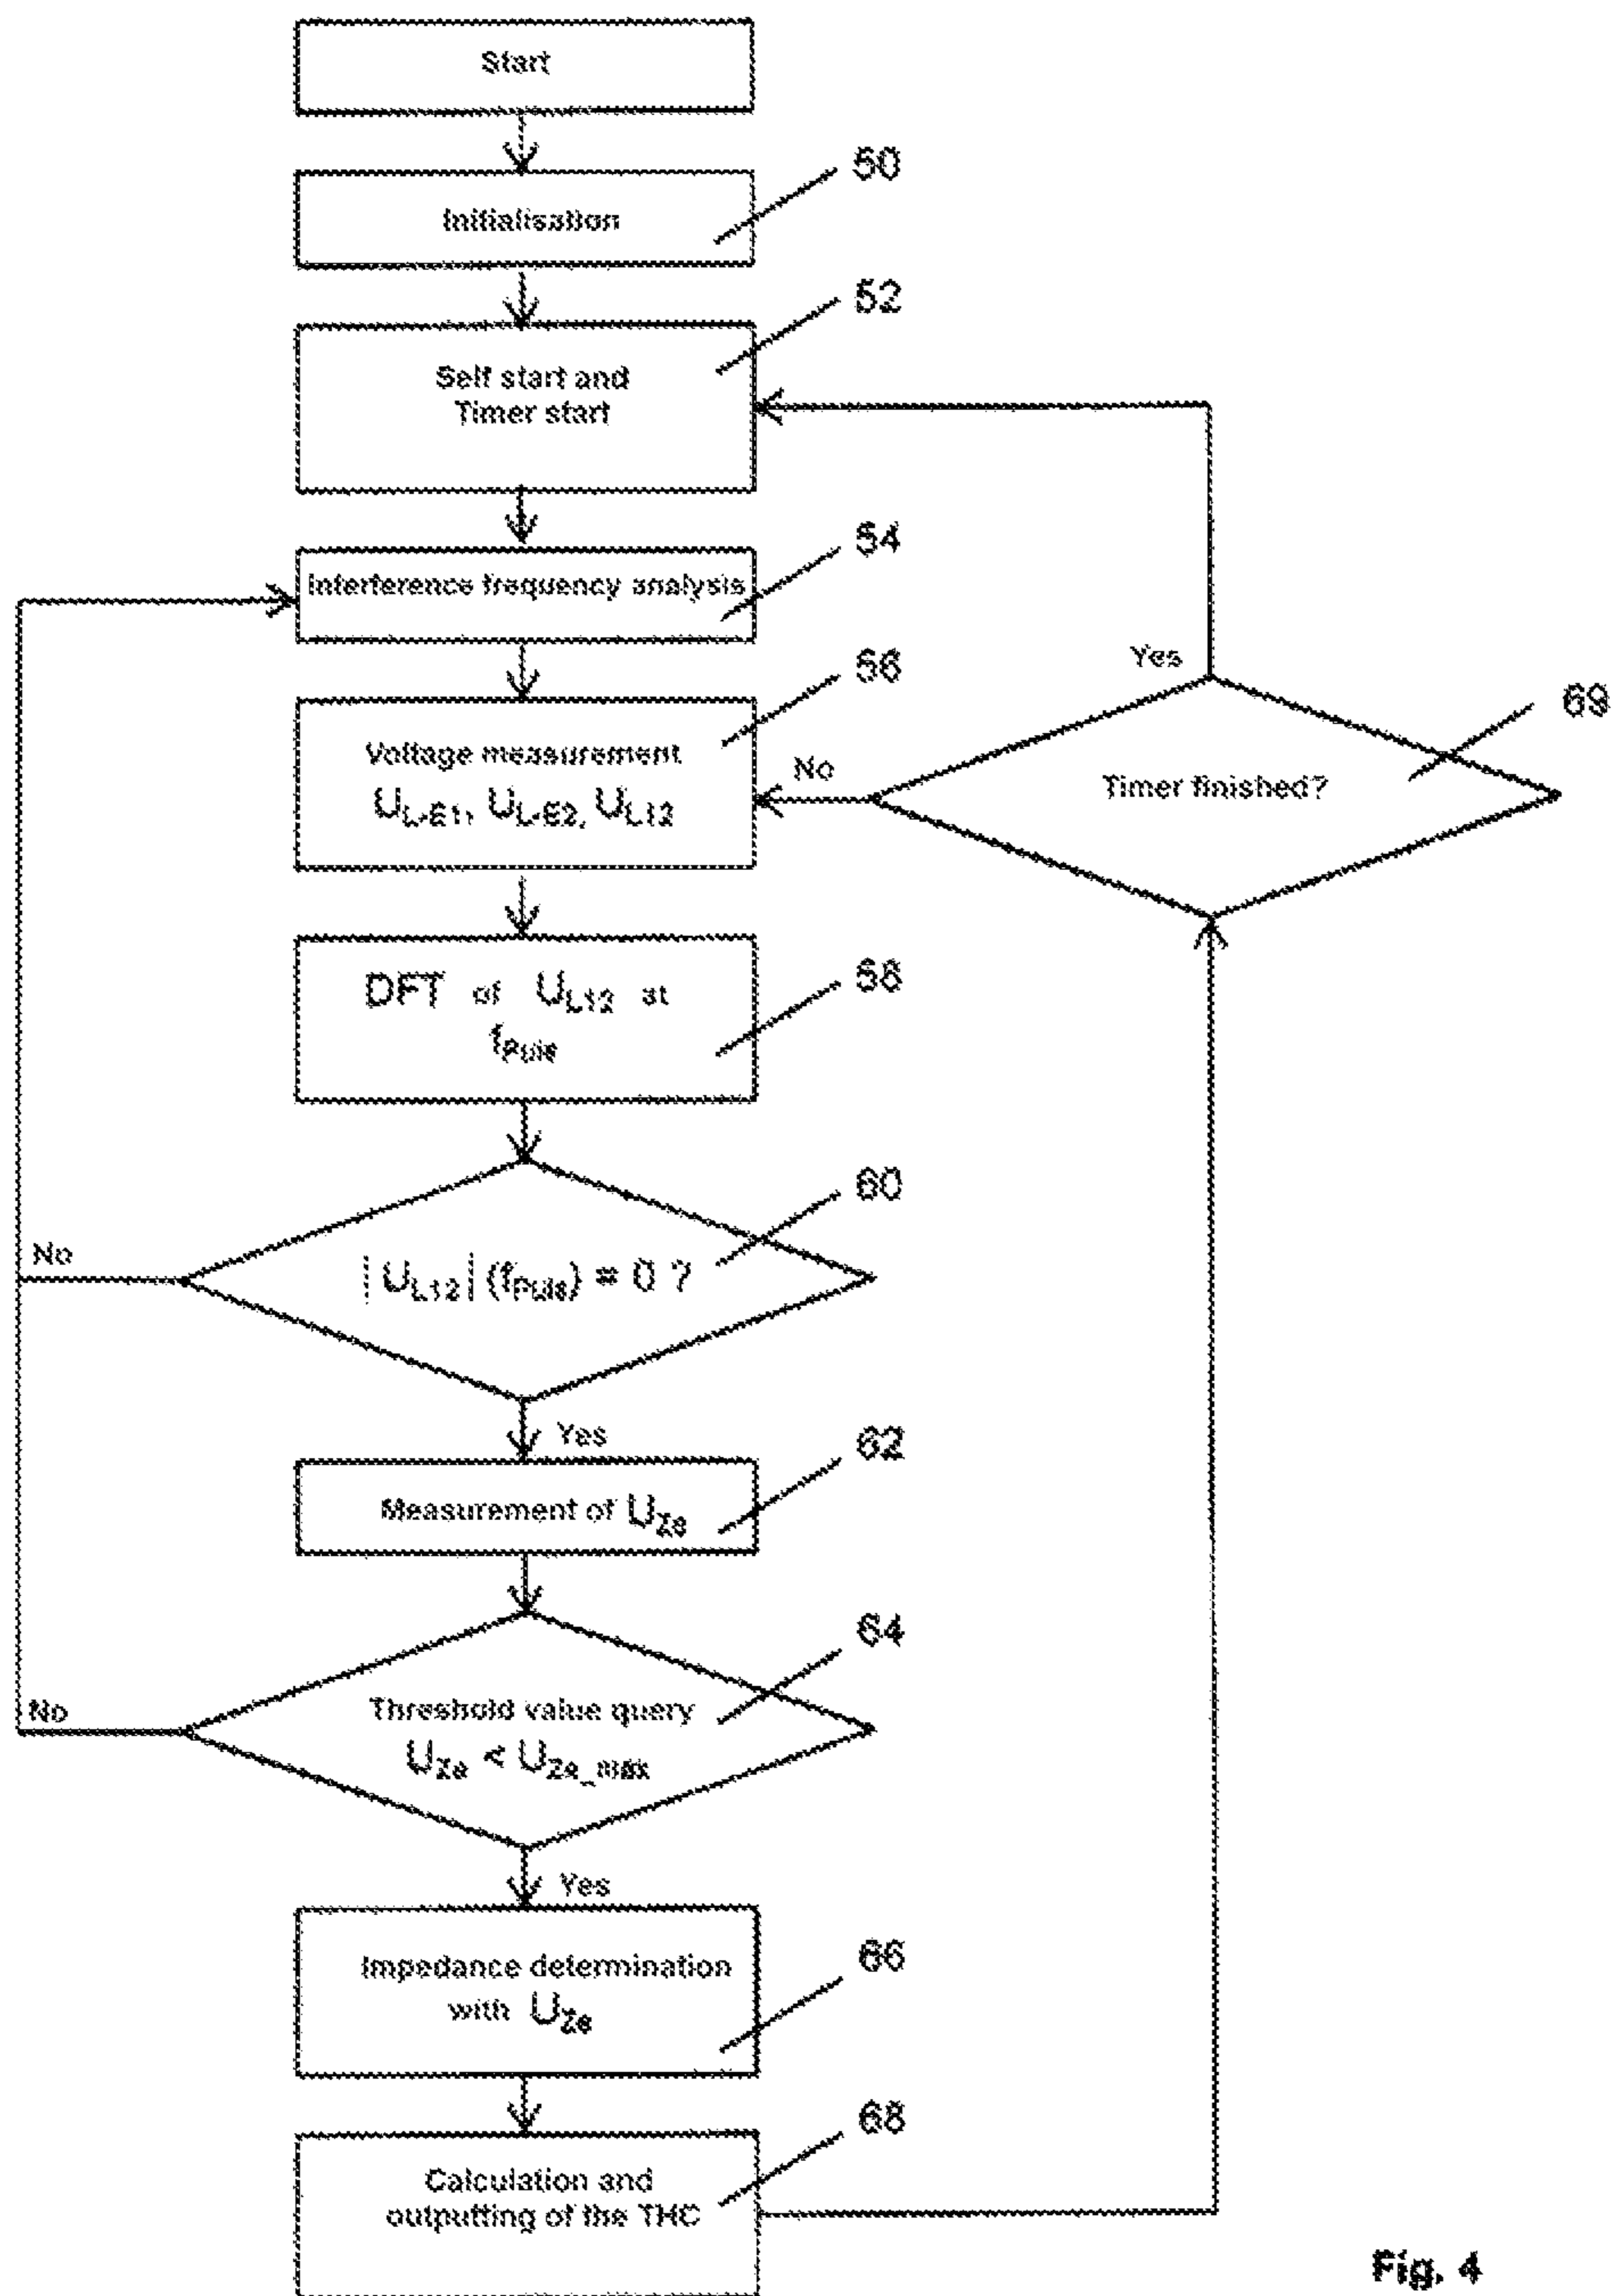 Start
50
Initialisation
52
Self start and
Timer start
54
Interference frequency analysis
56
Voltage measurement
U_L-E1, U_L-E2, U_L12
Yes
No
69
Timer finished?
58
DFT of U_L12 at
f_Puls
60
No
|U_L12| (f_Puls) = 0 ?
Yes
62
Measurement of U_Ze
64
No
Threshold value query
U_Ze < U_Ze_max
Yes
66
Impedance determination
with U_Ze
68
Calculation and
outputting of the THC
Fig. 4